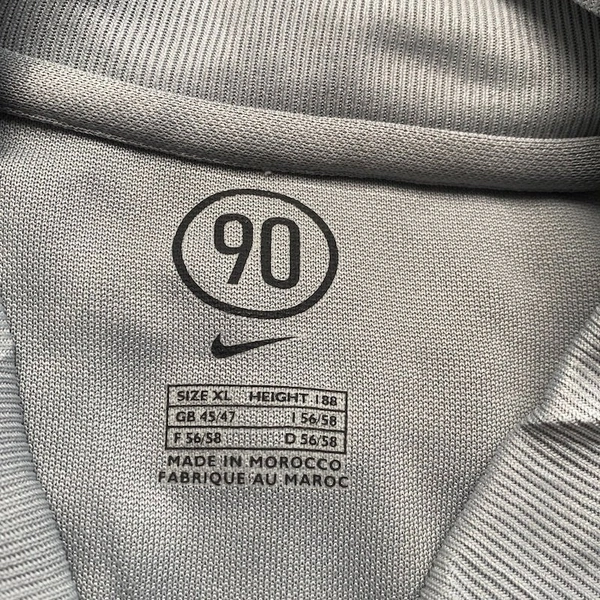 90
SIZE XL HEIGHT 188
GB 45/47 I 56/58
F 56/58 D 56/58
MADE IN MOROCCO
FABRIQUE AU MAROC